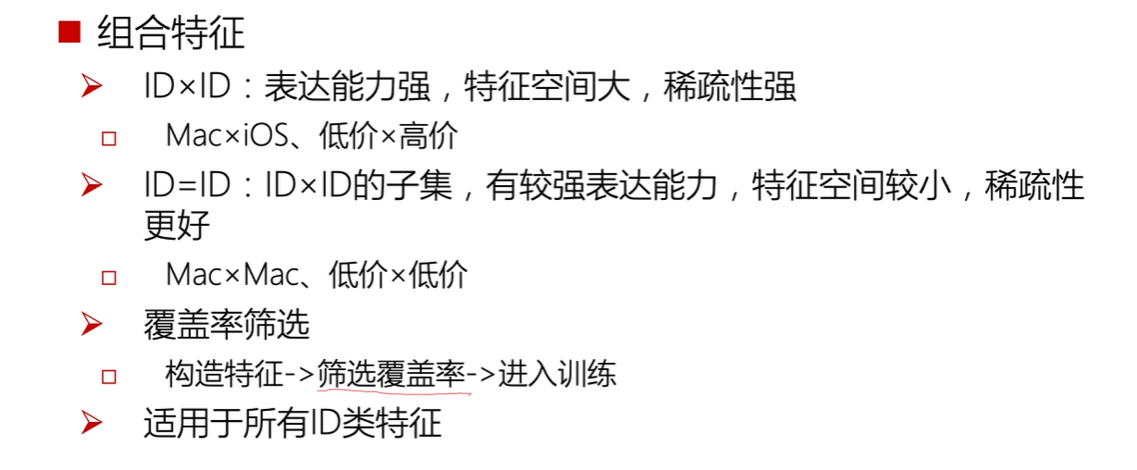 组合特征
ID×ID：表达能力强，特征空间大，稀疏性强
Mac×iOS、低价×高价
ID=ID：ID×ID的子集，有较强表达能力，特征空间较小，稀疏性
更好
Mac×Mac、低价×低价
覆盖率筛选
构造特征->筛选覆盖率->进入训练
适用于所有ID类特征